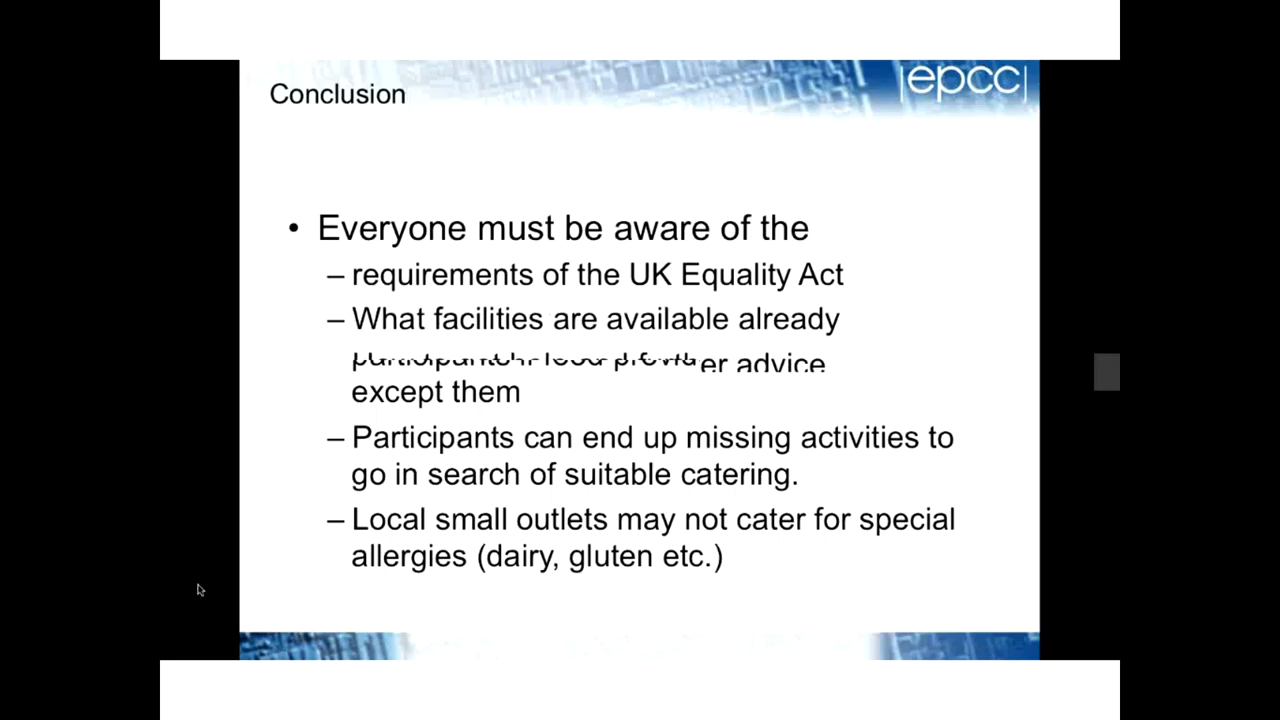 Conclusion
|epcc|
• Everyone must be aware of the
– requirements of the UK Equality Act
– What facilities are available already
er advice
except them
– Participants can end up missing activities to
go in search of suitable catering.
– Local small outlets may not cater for special
allergies (dairy, gluten etc.)